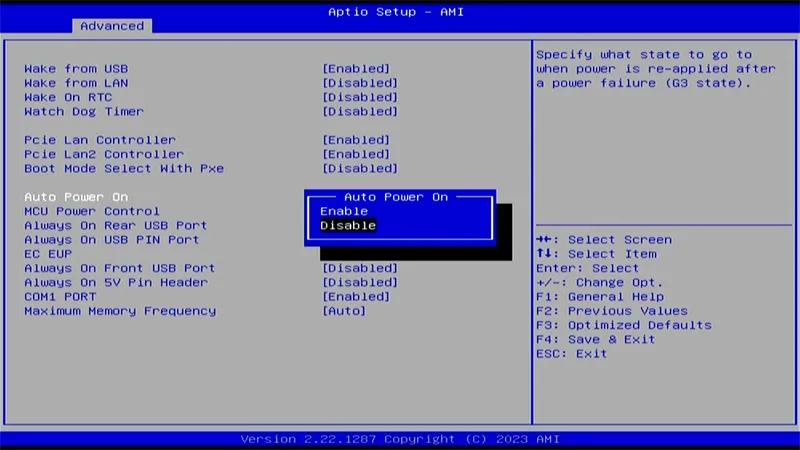 Aptio Setup - AMI
Advanced
Wake from USB [Enabled]
Wake from LAN [Disabled]
Wake On RTC [Disabled]
Watch Dog Timer [Disabled]
Pcie Lan Controller [Enabled]
Pcie Lan2 Controller [Enabled]
Boot Mode Select With Pxe [Disabled]
Auto Power On
MCU Power Control
Always On Rear USB Port
Always On USB PIN Port
EC EUP
Always On Front USB Port [Disabled]
Always On 5V Pin Header [Disabled]
COM1 PORT [Enabled]
Maximum Memory Frequency [Auto]
Auto Power On
Enable
Disable
Specify what state to go to
when power is re-applied after
a power failure (G3 state).
→←: Select Screen
↑↓: Select Item
Enter: Select
+/-: Change Opt.
F1: General Help
F2: Previous Values
F3: Optimized Defaults
F4: Save & Exit
ESC: Exit
Version 2.22.1287 Copyright (C) 2023 AMI